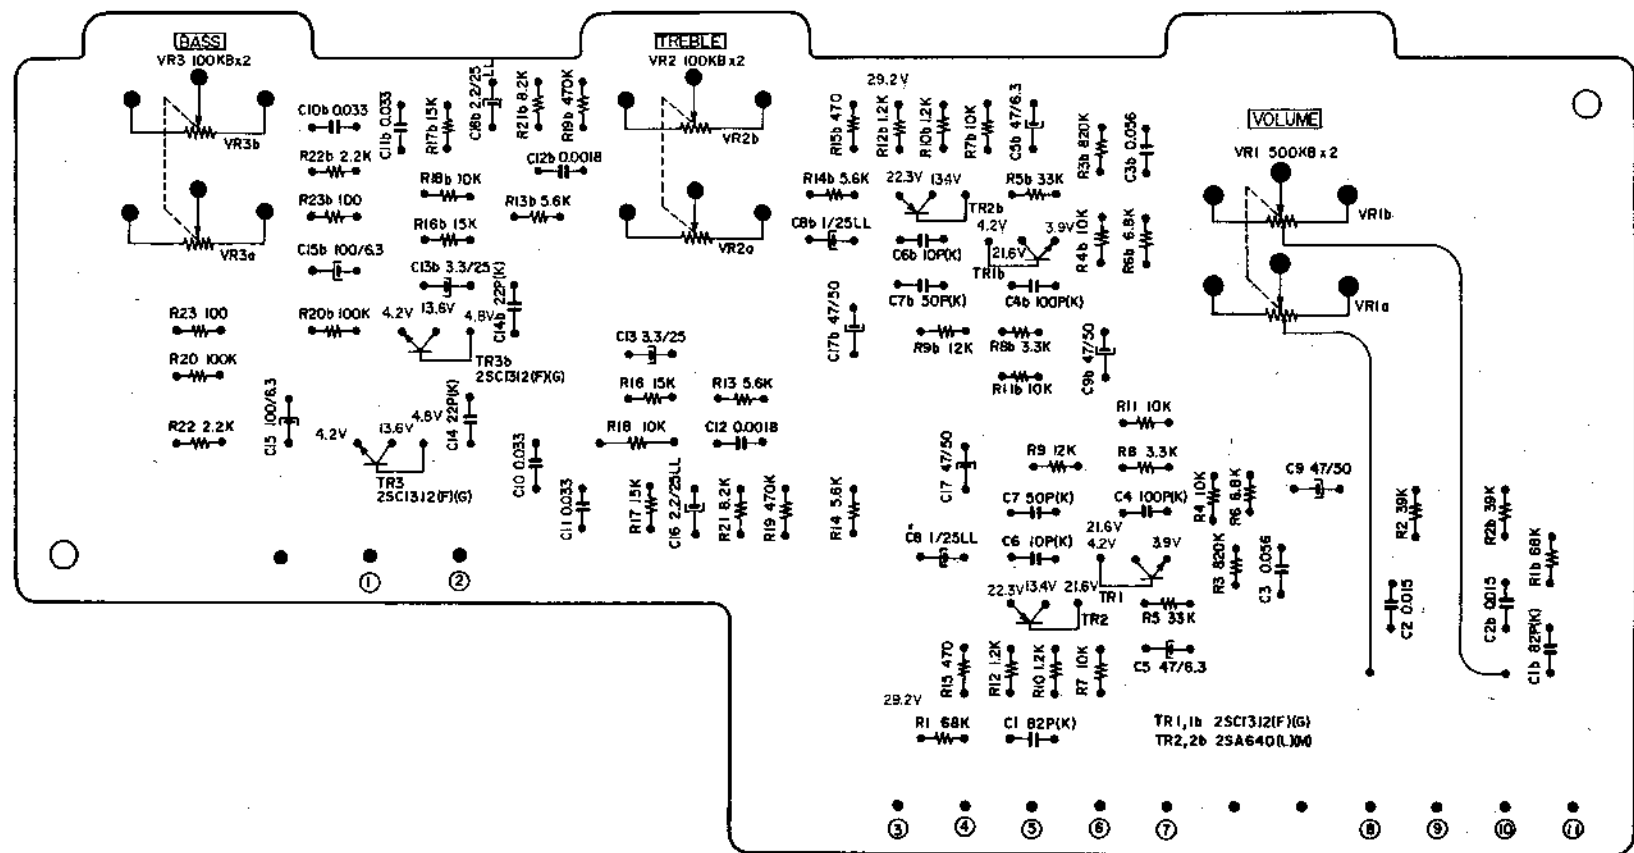 BASS
VR3 100KB x2
TREBLE
VR2 100KB x2
VOLUME
VR1 500KB x2
VR3b
VR3a
VR2b
VR2a
VR1b
VR1a
C10b 0.033
C11b 0.033
R17b 15K
C16b 2.2/25LL
R21b 8.2K
R19b 470K
R22b 2.2K
R18b 10K
C12b 0.0018
R23b 100
R13b 5.6K
R16b 15K
C15b 100/6.3
C13b 3.3/25
C14b 22P(K)
R23 100
R20b 100K
4.2V
13.6V
4.8V
TR3b
2SC1312(F)(G)
R20 100K
C15 100/6.3
R22 2.2K
4.2V
13.6V
4.8V
C14 22P(K)
TR3
2SC1312(F)(G)
C13 3.3/25
R16 15K
R13 5.6K
R18 10K
C12 0.0018
C10 0.033
C11 0.033
R17 15K
C16 2.2/25LL
R21 8.2K
R19 470K
R14 5.6K
29.2V
R15b 470
R12b 1.2K
R10b 1.2K
R7b 10K
C5b 47/6.3
R3b 820K
C3b 0.056
R14b 5.6K
22.3V
13.4V
R5b 33K
TR2b
C8b 1/25LL
4.2V
3.9V
21.6V
C6b 10P(K)
TR1b
R4b 10K
R6b 6.8K
C7b 50P(K)
C4b 100P(K)
C17b 47/50
R9b 12K
R8b 3.3K
C9b 47/50
R11b 10K
R11 10K
C17 47/50
R9 12K
R8 3.3K
C7 50P(K)
C4 100P(K)
R4 10K
R6 6.8K
C9 47/50
C8 1/25LL
C6 10P(K)
21.6V
4.2V
3.9V
R3 820K
C3 0.056
R2 39K
R2b 39K
R1b 68K
22.3V
13.4V
21.6V
TR1
TR2
R5 33K
C2 0.015
C2b 0.015
C1b 82P(K)
R15 470
R12 1.2K
R10 1.2K
R7 10K
C5 47/6.3
29.2V
R1 68K
C1 82P(K)
TR1,1b 2SC1312(F)(G)
TR2,2b 2SA640(L)(M)
① ②
③ ④ ⑤ ⑥ ⑦ ⑧ ⑨ ⑩ ⑪